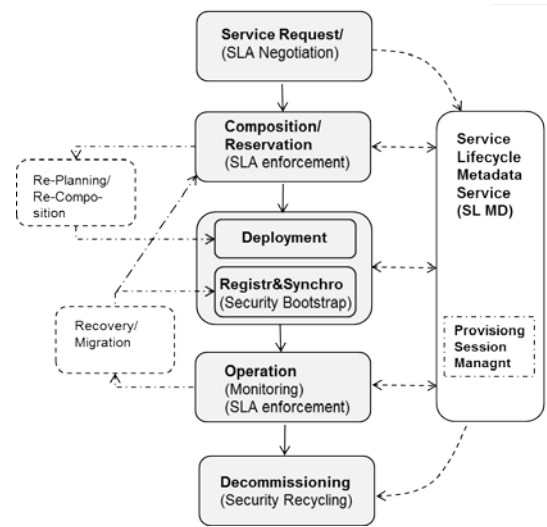 Service Request/
(SLA Negotiation)
Composition/
Reservation
(SLA enforcement)
Service
Lifecycle
Metadata
Service
(SL MD)
Re-Planning/
Re-Compo-
sition
Deployment
Registr&Synchro
(Security Bootstrap)
Recovery/
Migration
Provisiong
Session
Managnt
Operation
(Monitoring)
(SLA enforcement)
Decommissioning
(Security Recycling)